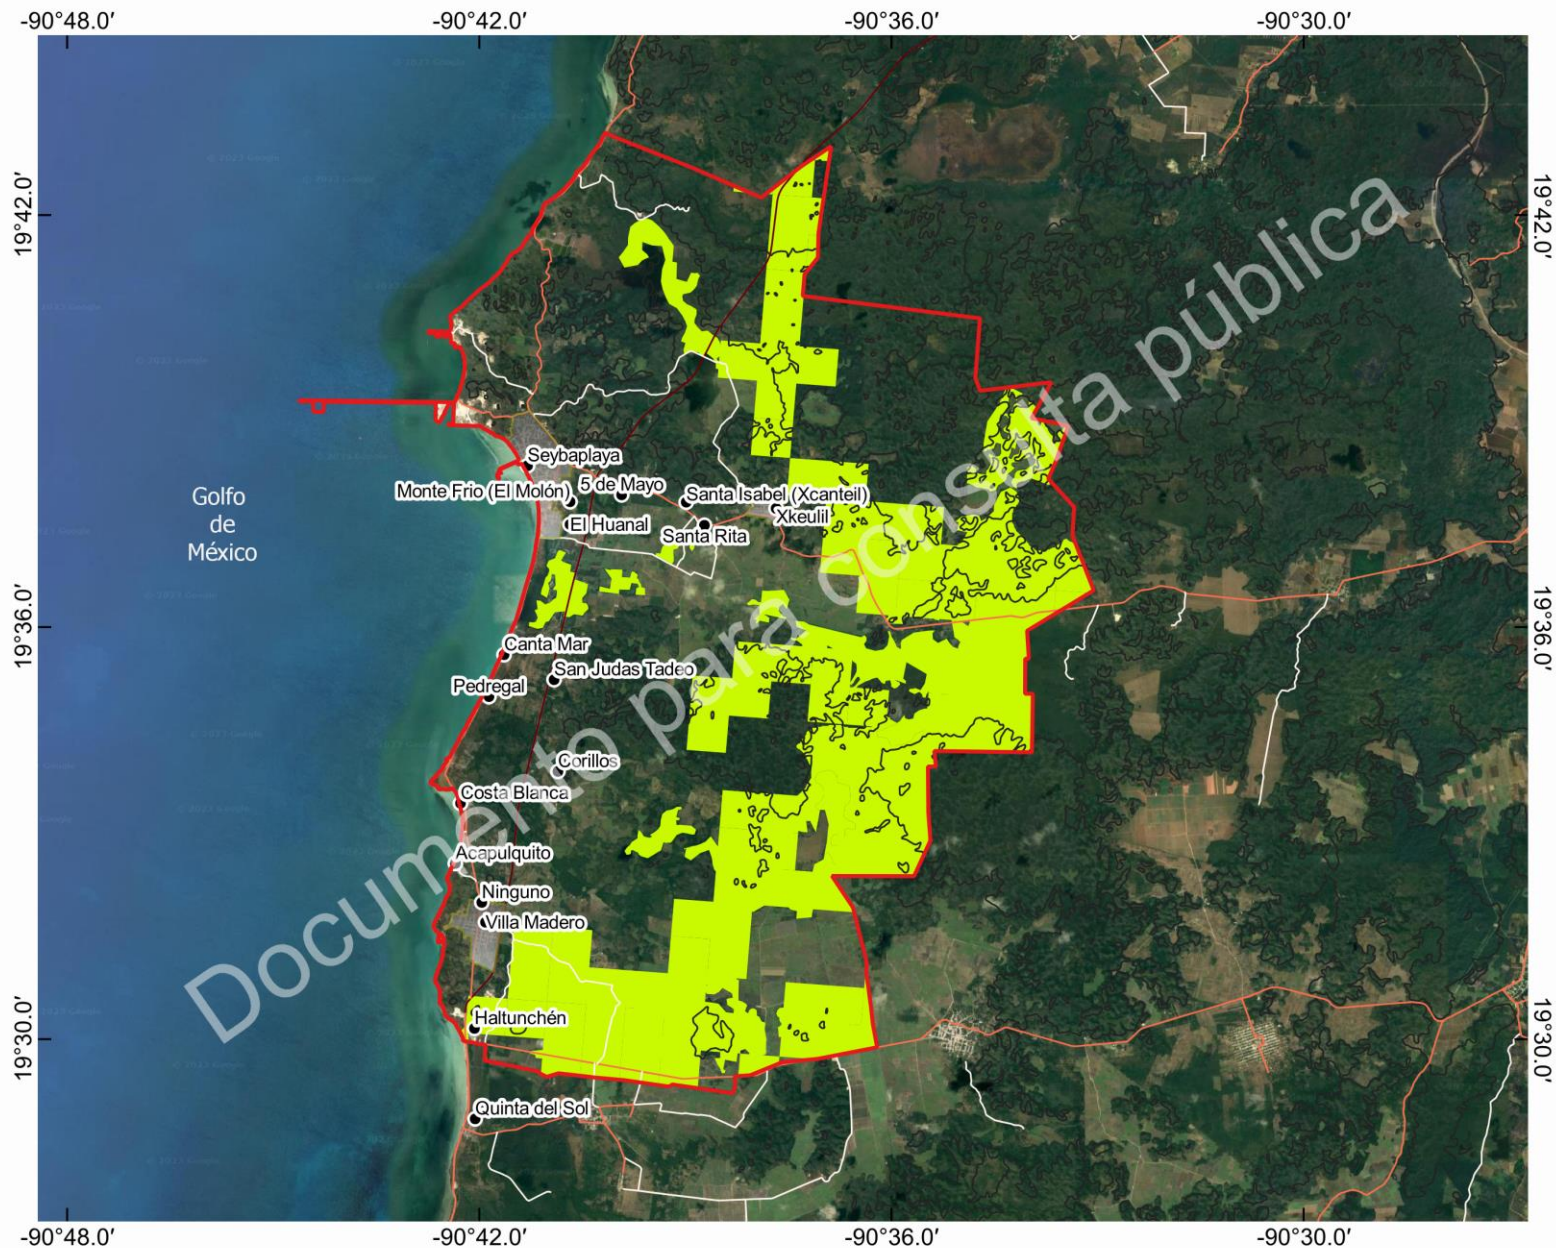 -90°48.0′ -90°42.0′ -90°36.0′ -90°30.0′
19°42.0′
19°42.0′
Golfo
de
México
Seybaplaya
Monte Frio (El Molón)
5 de Mayo
Santa Isabel (Xcanteil)
Xkeulil
El Huanal
Santa Rita
19°36.0′
19°36.0′
Canta Mar
San Judas Tadeo
Pedregal
Corillos
Costa Blanca
Acapulquito
Ninguno
Villa Madero
Haltunchén
19°30.0′
19°30.0′
Quinta del Sol
Documento para consulta pública
-90°48.0′ -90°42.0′ -90°36.0′ -90°30.0′